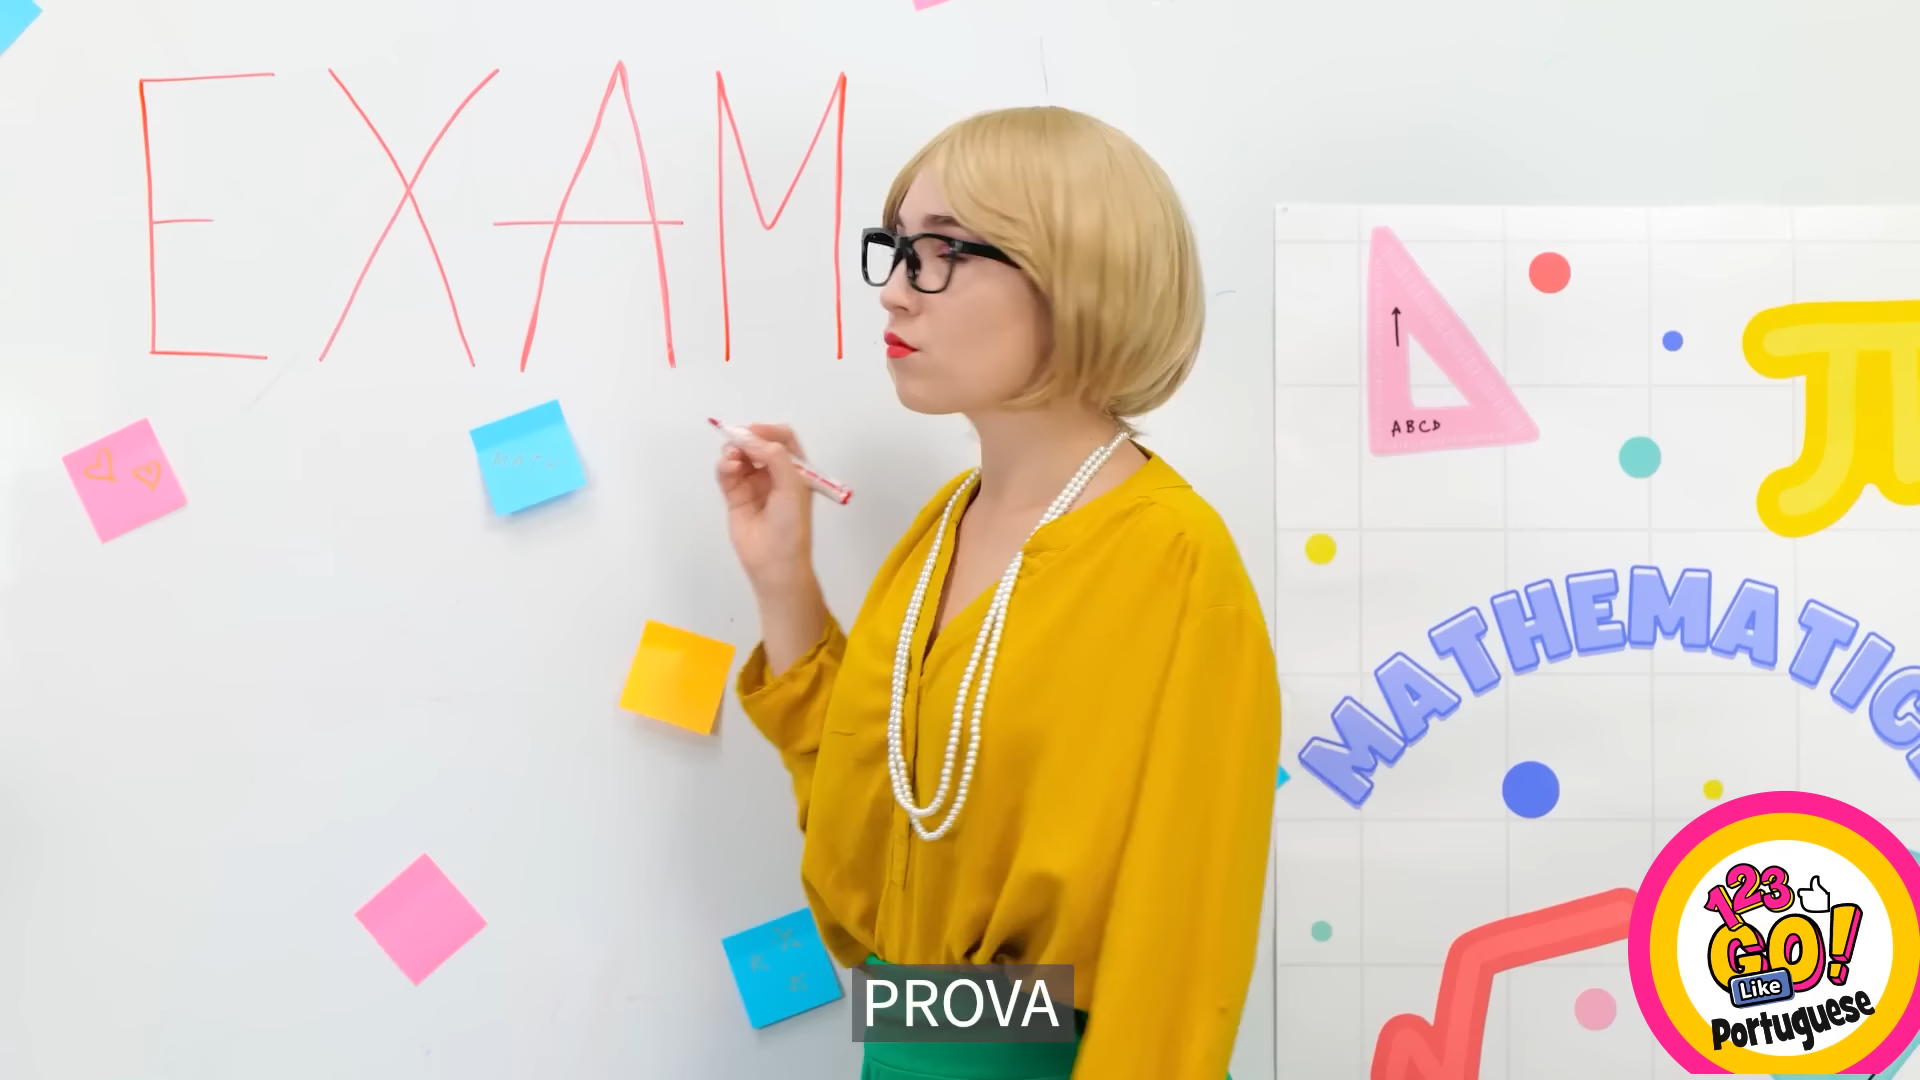 EXAM
ABCD
π
MATHEMATIC
PROVA
123
GO!
Like
Portuguese